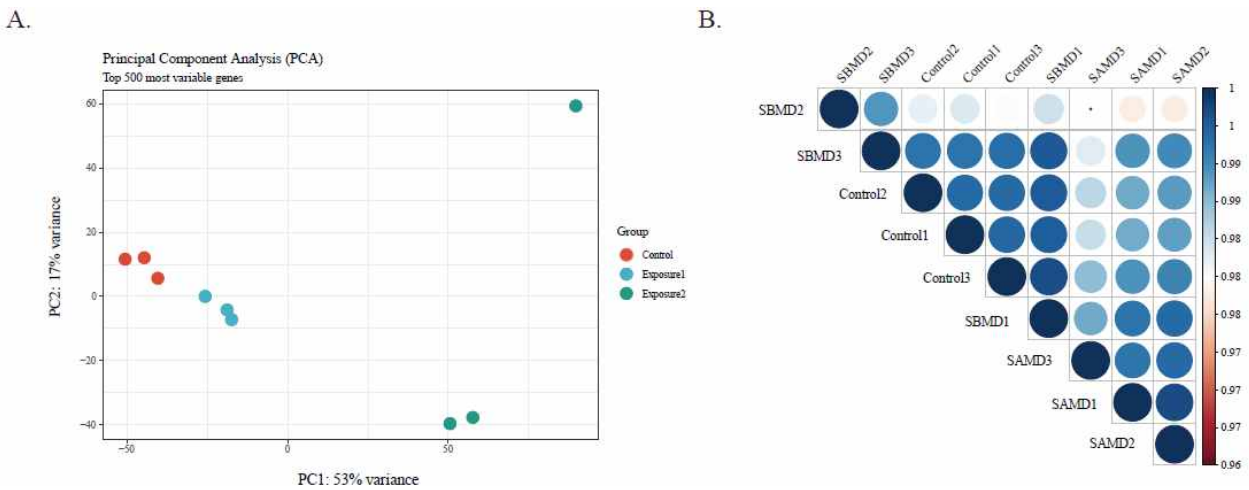 A.
Principal Component Analysis (PCA)
Top 500 most variable genes
PC2: 17% variance
60
40
20
0
−20
−40
−50
0
50
PC1: 53% variance
Group
Control
Exposure1
Exposure2
B.
SBMD2
SBMD3
Control2
Control1
Control3
SBMD1
SAMD3
SAMD1
SAMD2
SBMD2
SBMD3
Control2
Control1
Control3
SBMD1
SAMD3
SAMD1
SAMD2
1
1
0.99
0.99
0.98
0.98
0.98
0.97
0.97
0.97
0.96